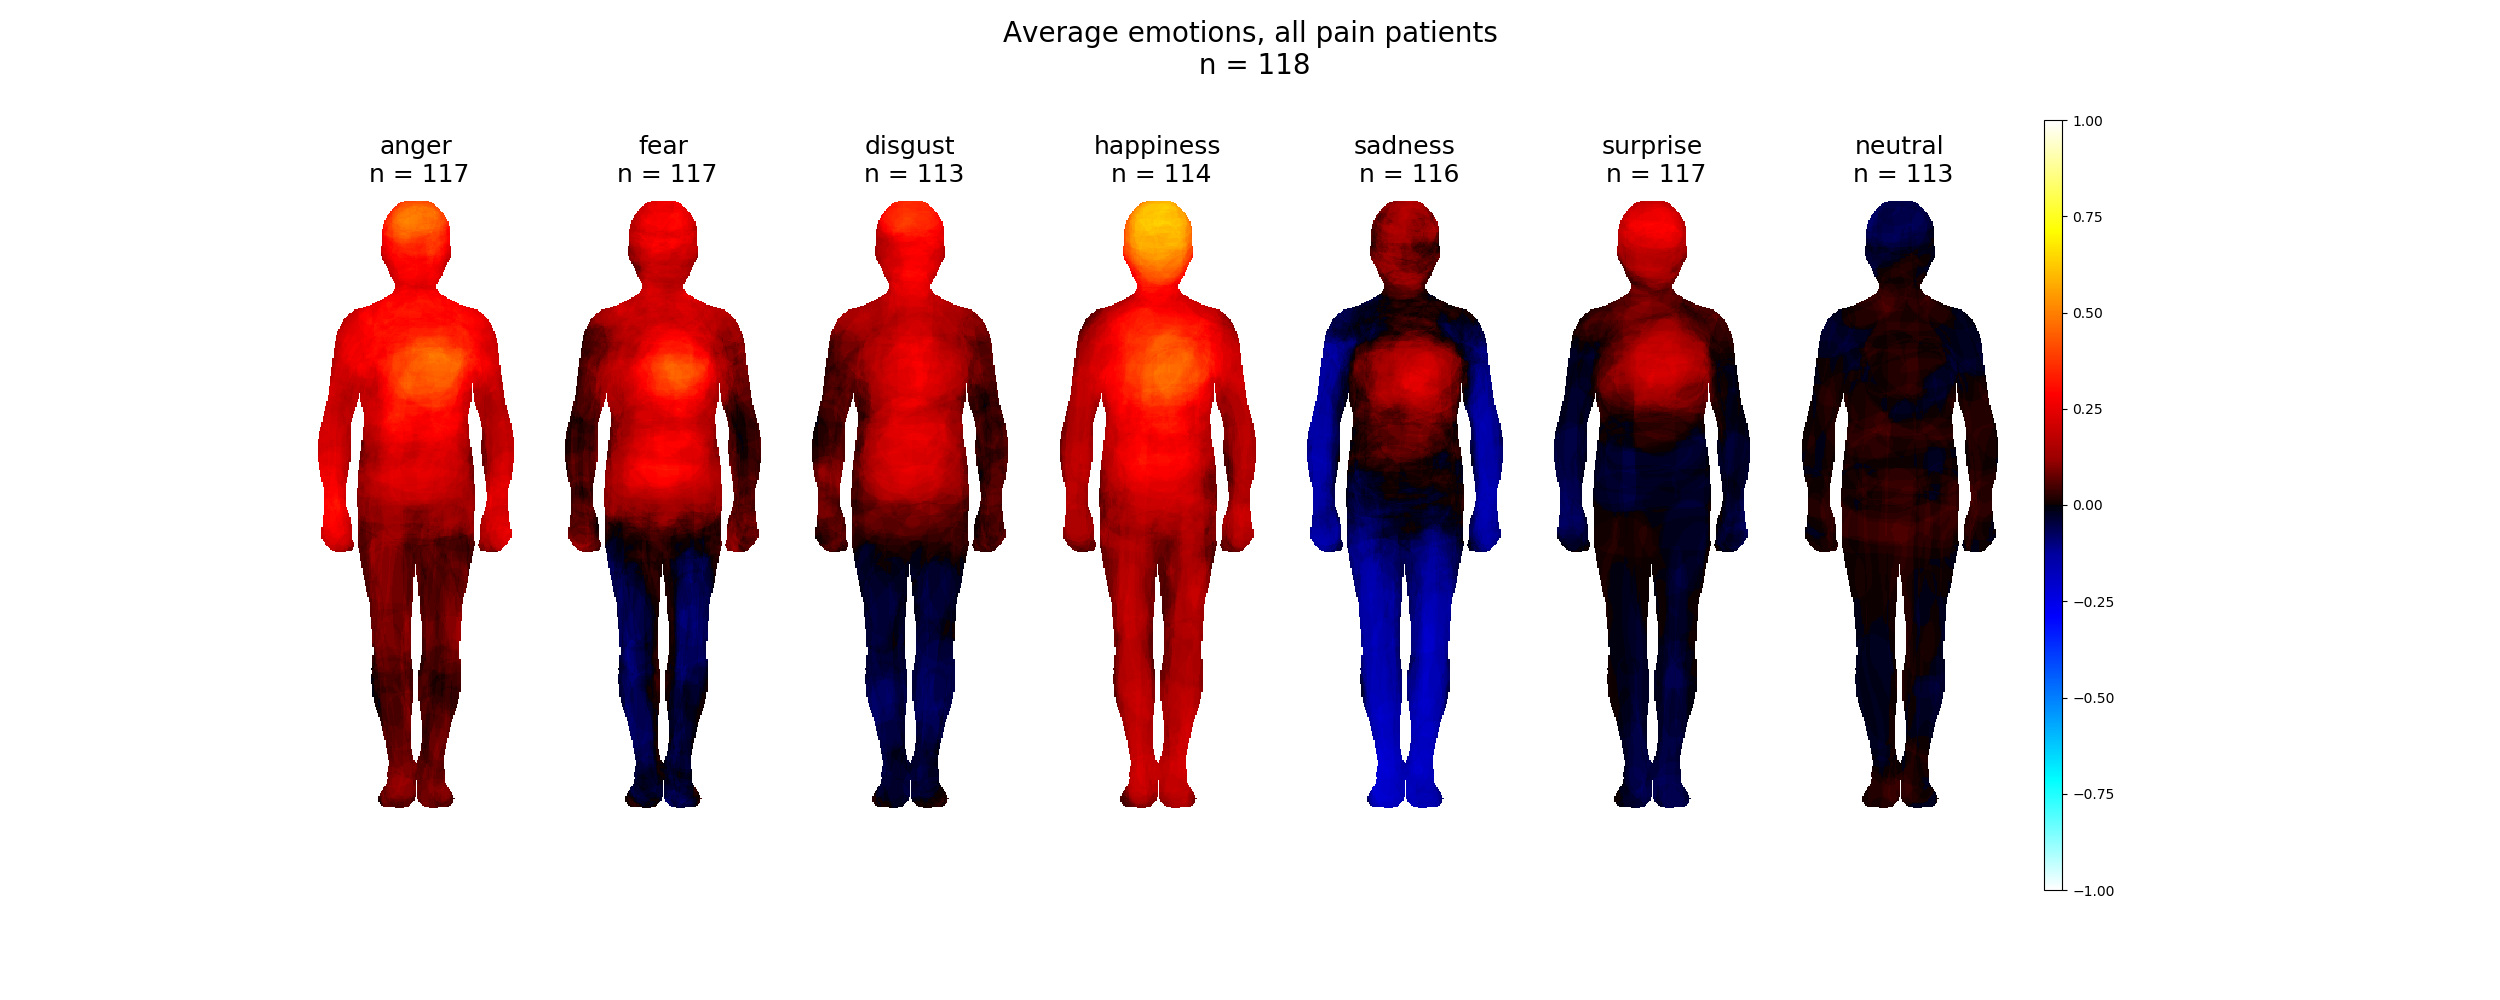 Average emotions, all pain patients
n = 118
anger
n = 117
fear
n = 117
disgust
n = 113
happiness
n = 114
sadness
n = 116
surprise
n = 117
neutral
n = 113
1.00
0.75
0.50
0.25
0.00
−0.25
−0.50
−0.75
−1.00